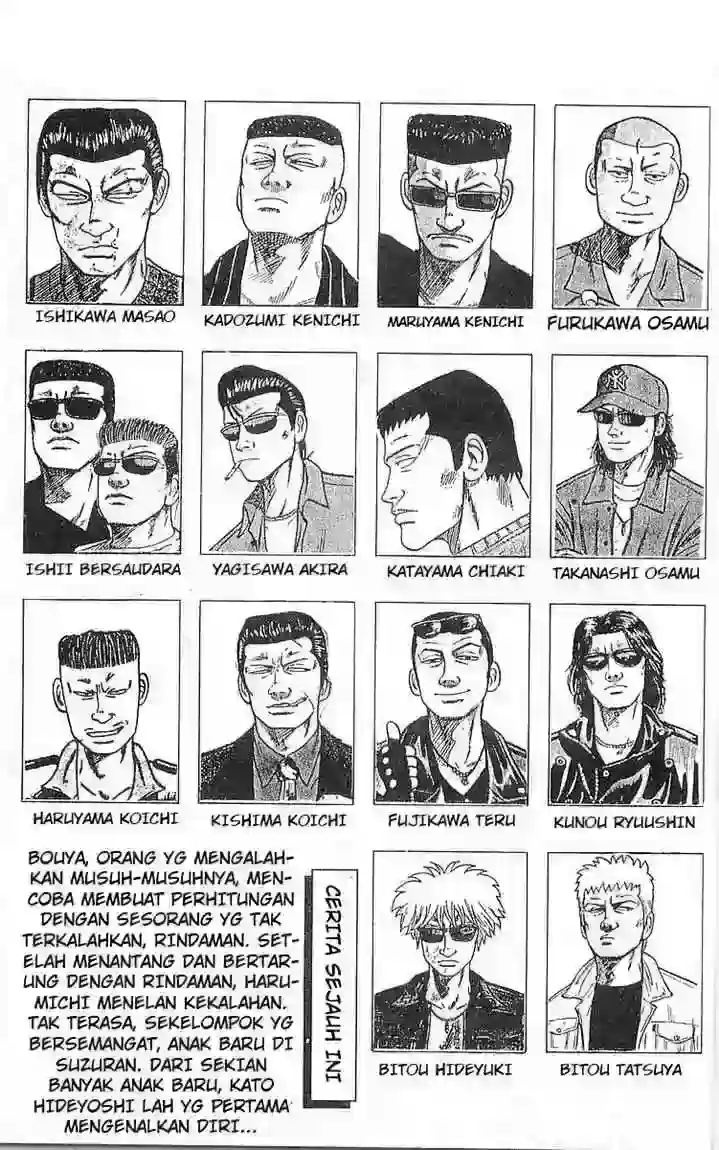 ISHIKAWA MASAO
KADOZUMI KENICHI
MARUYAMA KENICHI
FURUKAWA OSAMU
NY
ISHII BERSAUDARA
YAGISAWA AKIRA
KATAYAMA CHIAKI
TAKANASHI OSAMU
HARUYAMA KOICHI
KISHIMA KOICHI
FUJIKAWA TERU
KUNOU RYUUSHIN
BOUYA, ORANG YG MENGALAH-
KAN MUSUH-MUSUHNYA, MEN-
COBA MEMBUAT PERHITUNGAN
DENGAN SESORANG YG TAK
TERKALAHKAN, RINDAMAN. SET-
ELAH MENANTANG DAN BERTAR-
UNG DENGAN RINDAMAN, HARU-
MICHI MENELAN KEKALAHAN.
TAK TERASA, SEKELOMPOK YG
BERSEMANGAT, ANAK BARU DI
SUZURAN. DARI SEKIAN
BANYAK ANAK BARU, KATO
HIDEYOSHI LAH YG PERTAMA
MENGENALKAN DIRI...
CERITA SEJAUH INI
BITOU HIDEYUKI
BITOU TATSUYA